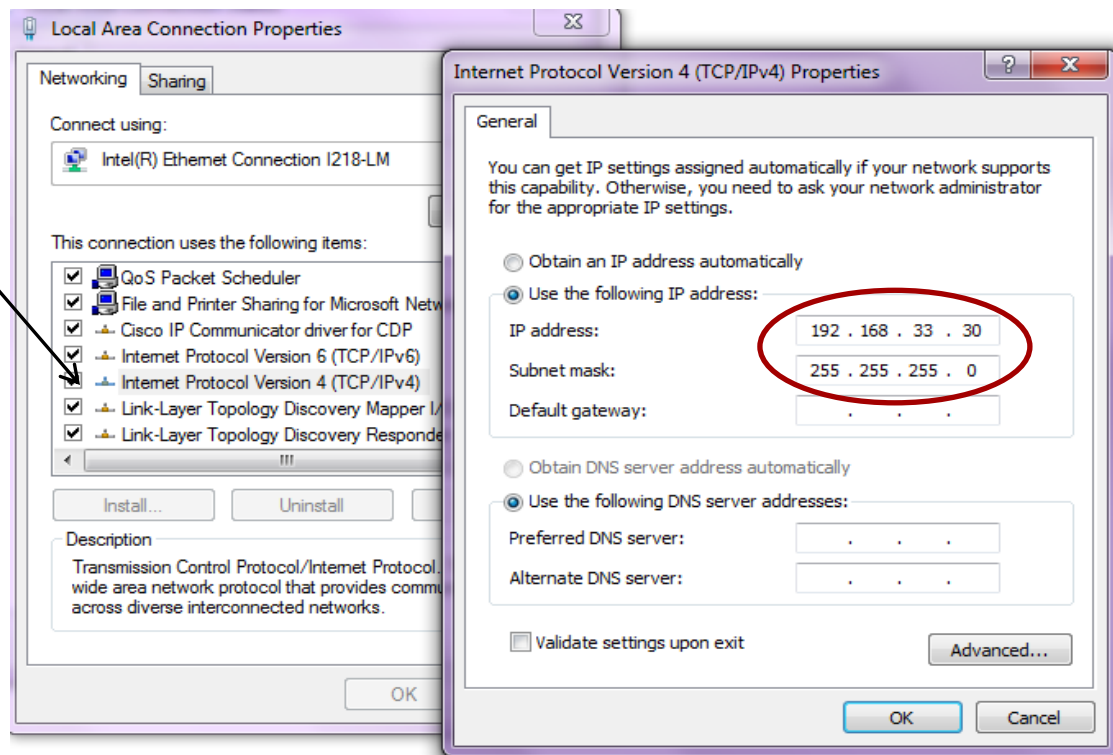 Local Area Connection Properties
Networking
Sharing
Connect using:
Intel(R) Ethernet Connection I218-LM
This connection uses the following items:
QoS Packet Scheduler
File and Printer Sharing for Microsoft Netw
Cisco IP Communicator driver for CDP
Internet Protocol Version 6 (TCP/IPv6)
Internet Protocol Version 4 (TCP/IPv4)
Link-Layer Topology Discovery Mapper I/
Link-Layer Topology Discovery Responde
Install...
Uninstall
Description
Transmission Control Protocol/Internet Protocol.
wide area network protocol that provides commu
across diverse interconnected networks.
OK
Internet Protocol Version 4 (TCP/IPv4) Properties
General
You can get IP settings assigned automatically if your network supports
this capability. Otherwise, you need to ask your network administrator
for the appropriate IP settings.
Obtain an IP address automatically
Use the following IP address:
IP address: 192 . 168 . 33 . 30
Subnet mask: 255 . 255 . 255 . 0
Default gateway: . . .
Obtain DNS server address automatically
Use the following DNS server addresses:
Preferred DNS server: . . .
Alternate DNS server: . . .
Validate settings upon exit
Advanced...
OK
Cancel